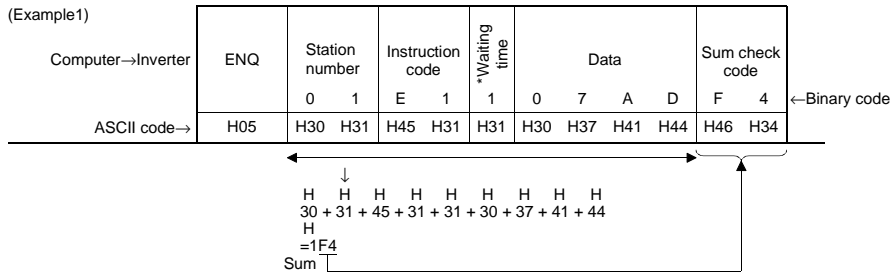 (Example1)
Computer→Inverter
ENQ
Station number
Instruction code
*Waiting time
Data
Sum check code
0 1 E 1 1 0 7 A D F 4
←Binary code
ASCII code→ H05 H30 H31 H45 H31 H31 H30 H37 H41 H44 H46 H34
↓
H H H H H H H H H
30 + 31 + 45 + 31 + 31 + 30 + 37 + 41 + 44
H
=1F4
Sum